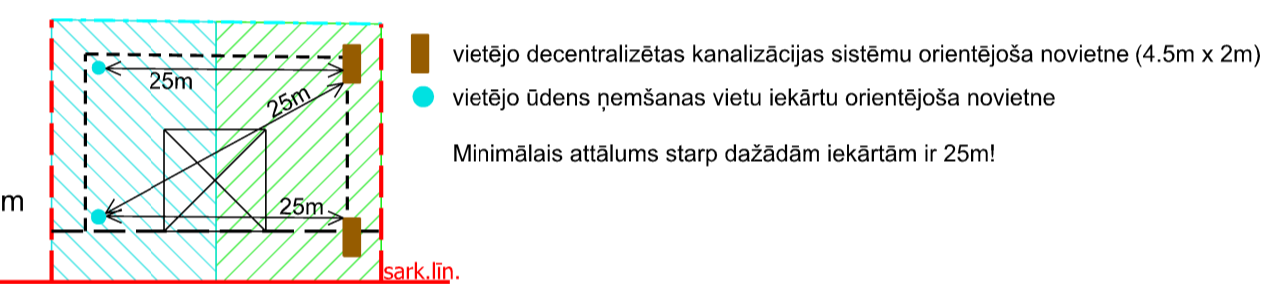 vietējo decentralizētas kanalizācijas sistēmu orientējoša novietne (4.5m x 2m)
25m
25m
vietējo ūdens ņemšanas vietu iekārtu orientējoša novietne
Minimālais attālums starp dažādām iekārtām ir 25m!
m
25m
sark.līn.